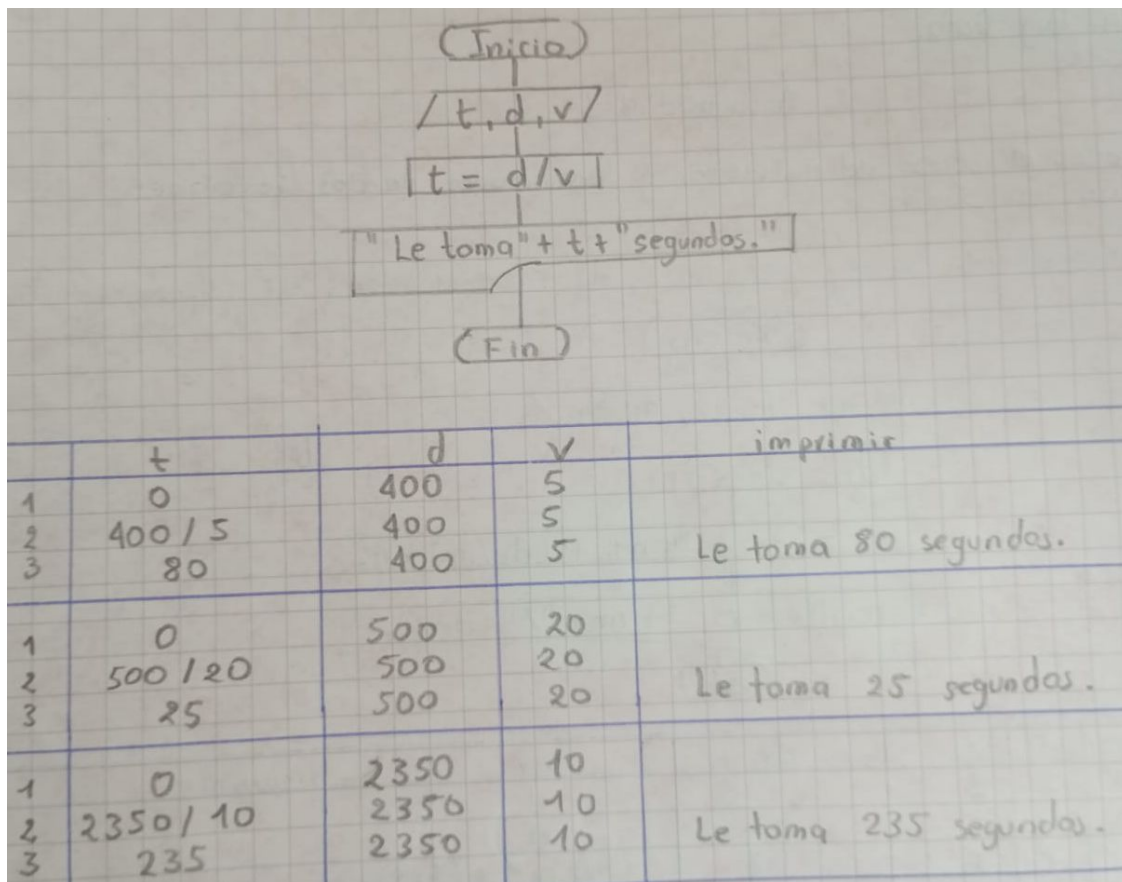 Inicio
t, d, v
t = d/v
"Le toma" + t + "segundos."
Fin
t d v imprimir
1 0 400 5
2 400/5 400 5
3 80 400 5 Le toma 80 segundos.
1 0 500 20
2 500/20 500 20
3 25 500 20 Le toma 25 segundos.
1 0 2350 10
2 2350/10 2350 10
3 235 2350 10 Le toma 235 segundos.